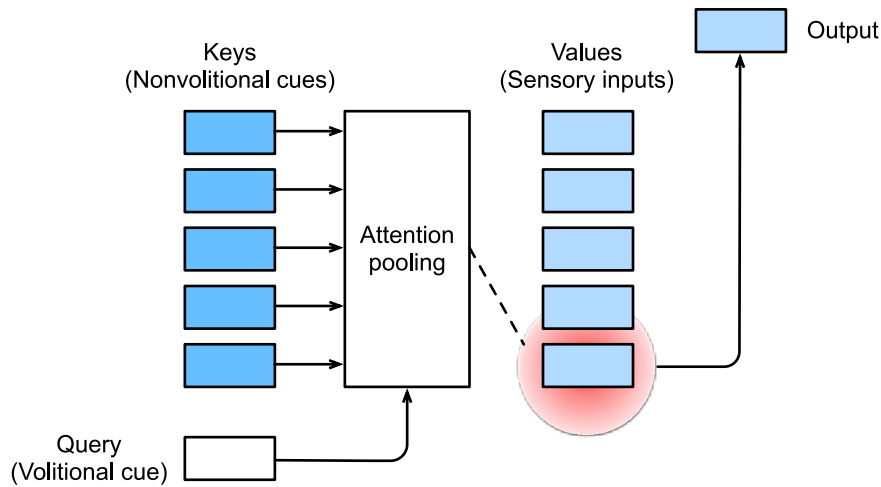 Keys
(Nonvolitional cues)
Values
(Sensory inputs)
Output
Attention
pooling
Query
(Volitional cue)